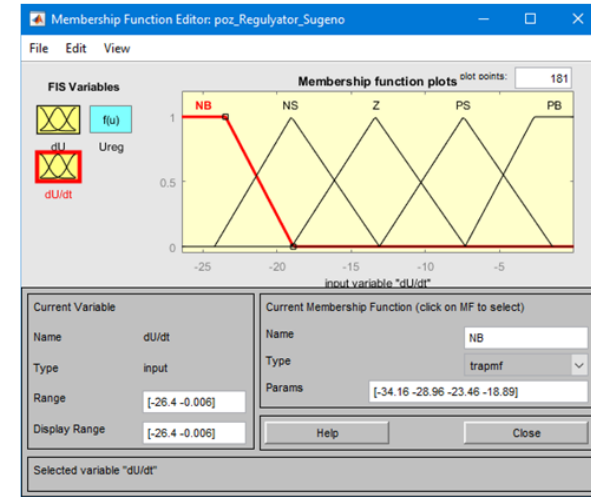 Membership Function Editor: poz_Regulyator_Sugeno
File Edit View
FIS Variables
Membership function plots plot points: 181
NB NS Z PS PB
dU
f(u)
Ureg
dU/dt
1
0.5
0
-25 -20 -15 -10 -5
input variable "dU/dt"
Current Variable
Name dU/dt
Type input
Range [-26.4 -0.006]
Display Range [-26.4 -0.006]
Current Membership Function (click on MF to select)
Name NB
Type trapmf
Params [-34.16 -28.96 -23.46 -18.89]
Help Close
Selected variable "dU/dt"